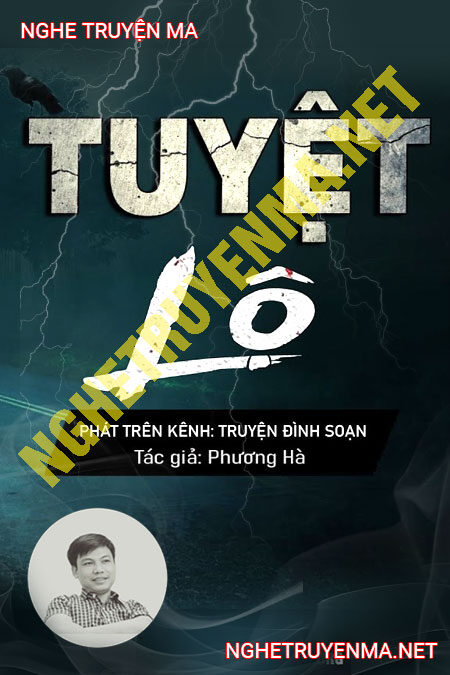 NGHE TRUYỆN MA
TUYỆT
Lộ
NGHETRUYENMA.NET
PHÁT TRÊN KÊNH: TRUYỆN ĐÌNH SOẠN
Tác giả: Phương Hà
NGHETRUYENMA.NET